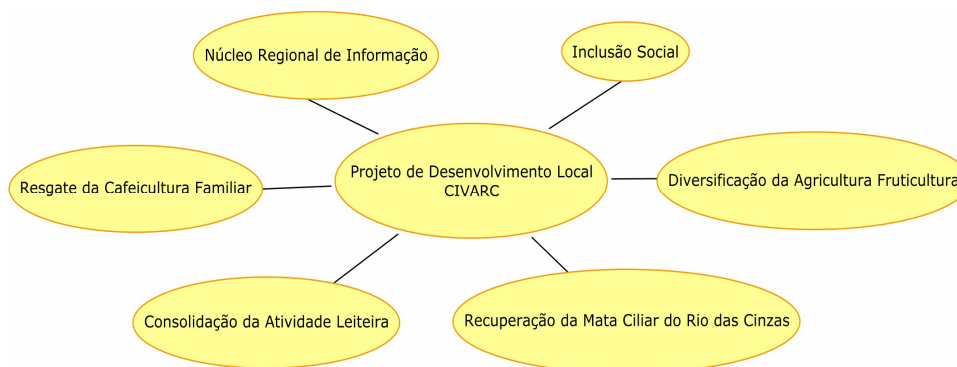 Núcleo Regional de Informação
Inclusão Social
Projeto de Desenvolvimento Local
CIVARC
Diversificação da Agricultura Fruticultura
Resgate da Cafeicultura Familiar
Consolidação da Atividade Leiteira
Recuperação da Mata Ciliar do Rio das Cinzas